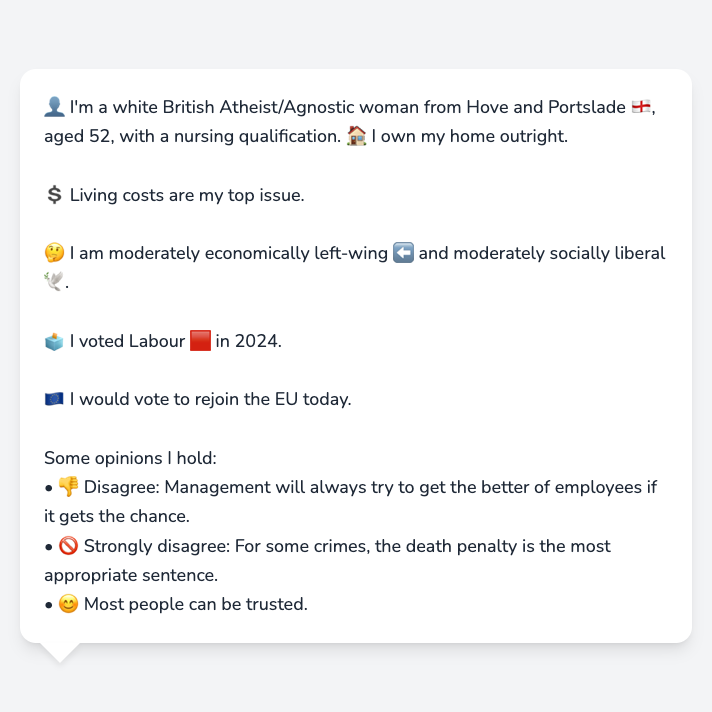 👤 I'm a white British Atheist/Agnostic woman from Hove and Portslade 🏴󠁧󠁢󠁥󠁮󠁧󠁿,
aged 52, with a nursing qualification. 🏠 I own my home outright.
💲 Living costs are my top issue.
🤔 I am moderately economically left-wing ⬅️ and moderately socially liberal
🕊️.
🗳️ I voted Labour 🟥 in 2024.
🇪🇺 I would vote to rejoin the EU today.
Some opinions I hold:
• 👎 Disagree: Management will always try to get the better of employees if
it gets the chance.
• 🚫 Strongly disagree: For some crimes, the death penalty is the most
appropriate sentence.
• 😊 Most people can be trusted.